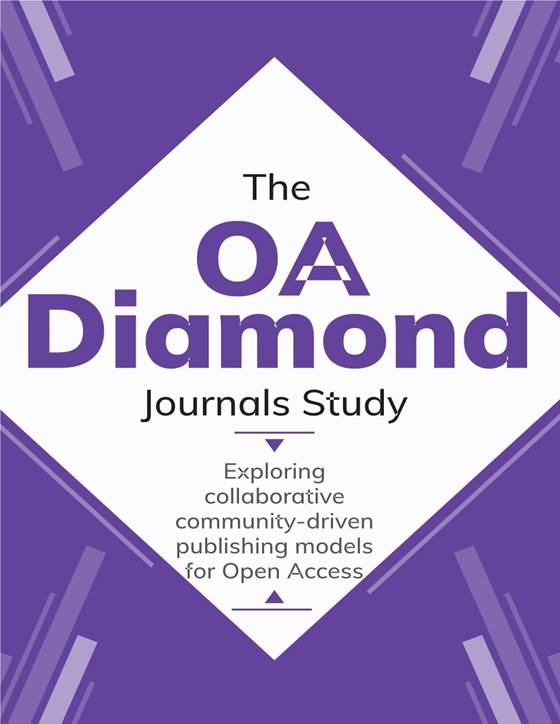 The
OA
Diamond
Journals Study
Exploring
collaborative
community-driven
publishing models
for Open Access